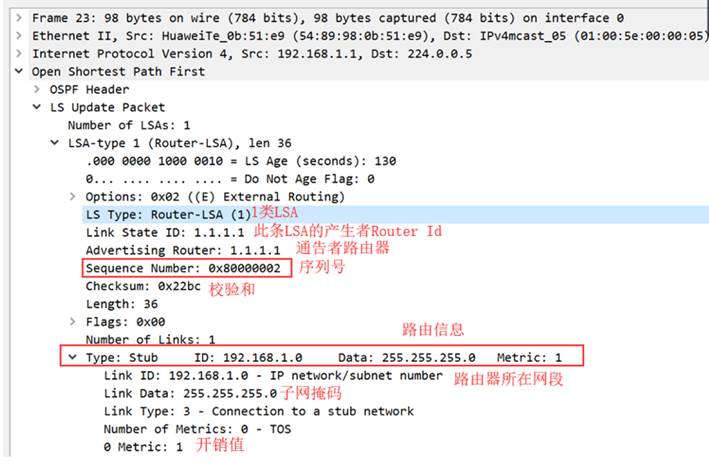 Frame 23: 98 bytes on wire (784 bits), 98 bytes captured (784 bits) on interface 0
Ethernet II, Src: HuaweiTe_0b:51:e9 (54:89:98:0b:51:e9), Dst: IPv4mcast_05 (01:00:5e:00:00:05)
Internet Protocol Version 4, Src: 192.168.1.1, Dst: 224.0.0.5
Open Shortest Path First
OSPF Header
LS Update Packet
Number of LSAs: 1
LSA-type 1 (Router-LSA), len 36
.000 0000 1000 0010 = LS Age (seconds): 130
0... .... .... .... = Do Not Age Flag: 0
Options: 0x02 ((E) External Routing)
LS Type: Router-LSA (1) 1类LSA
Link State ID: 1.1.1.1 此条LSA的产生者Router Id
Advertising Router: 1.1.1.1 通告者路由器
Sequence Number: 0x80000002 序列号
Checksum: 0x22bc 校验和
Length: 36
Flags: 0x00
Number of Links: 1 路由信息
Type: Stub ID: 192.168.1.0 Data: 255.255.255.0 Metric: 1
Link ID: 192.168.1.0 - IP network/subnet number 路由器所在网段
Link Data: 255.255.255.0 子网掩码
Link Type: 3 - Connection to a stub network
Number of Metrics: 0 - TOS
0 Metric: 1 开销值